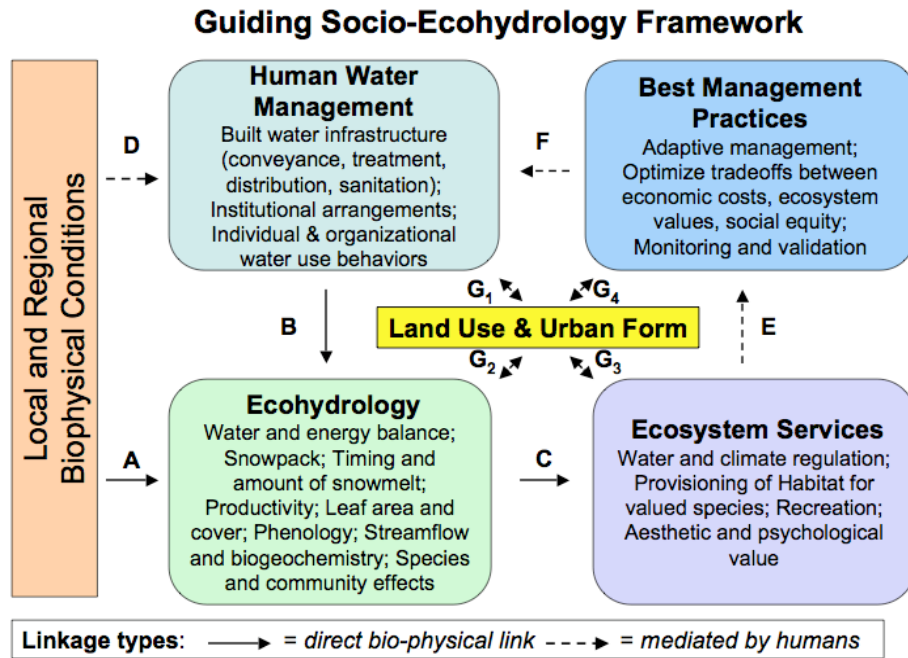 Guiding Socio-Ecohydrology Framework
Local and Regional
Biophysical Conditions
D
Human Water
Management
Built water infrastructure
(conveyance, treatment,
distribution, sanitation);
Institutional arrangements;
Individual & organizational
water use behaviors
F
Best Management
Practices
Adaptive management;
Optimize tradeoffs between
economic costs, ecosystem
values, social equity;
Monitoring and validation
B
G1
G4
Land Use & Urban Form
G2
G3
E
A
Ecohydrology
Water and energy balance;
Snowpack; Timing and
amount of snowmelt;
Productivity; Leaf area and
cover; Phenology; Streamflow
and biogeochemistry; Species
and community effects
C
Ecosystem Services
Water and climate regulation;
Provisioning of Habitat for
valued species; Recreation;
Aesthetic and psychological
value
Linkage types: = direct bio-physical link = mediated by humans